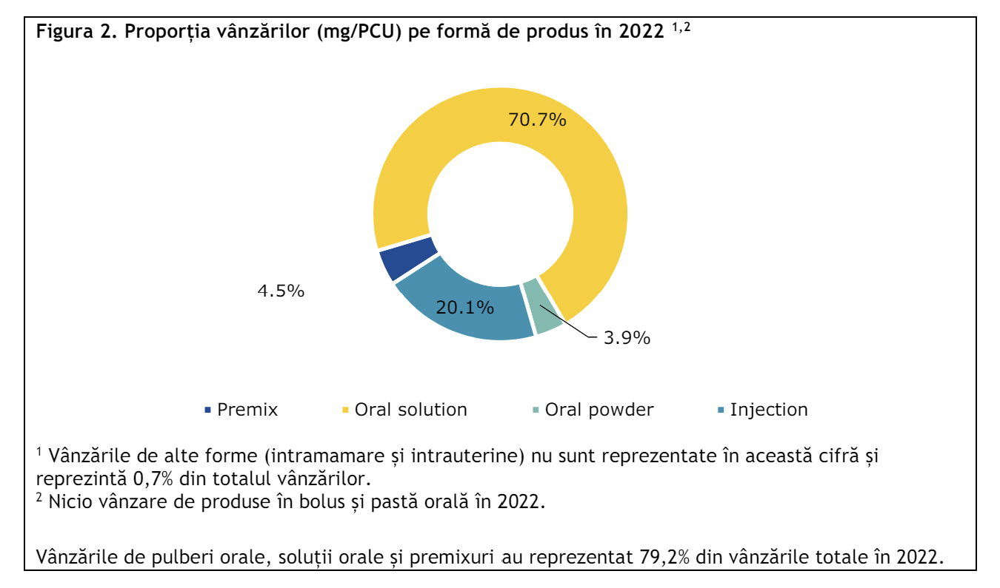 Figura 2. Proporția vânzărilor (mg/PCU) pe formă de produs în 2022 ¹,²
70.7%
4.5%
20.1%
3.9%
Premix Oral solution Oral powder Injection
¹ Vânzările de alte forme (intramamare și intrauterine) nu sunt reprezentate în această cifră și
reprezintă 0,7% din totalul vânzărilor.
² Nicio vânzare de produse în bolus și pastă orală în 2022.
Vânzările de pulberi orale, soluții orale și premixuri au reprezentat 79,2% din vânzările totale în 2022.